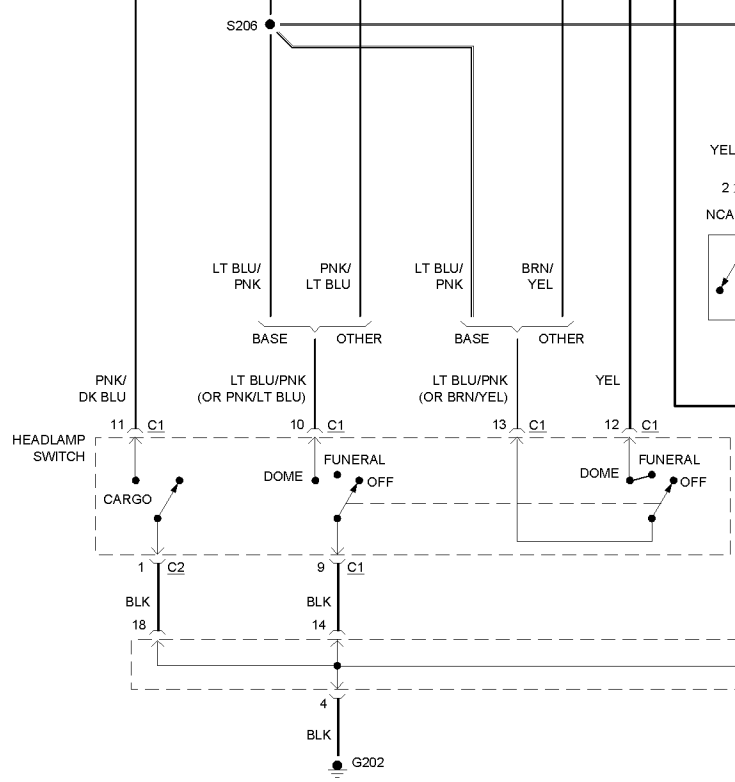 S206
YEL
2
NCA
LT BLU/
PNK
PNK/
LT BLU
LT BLU/
PNK
BRN/
YEL
BASE
OTHER
BASE
OTHER
PNK/
DK BLU
LT BLU/PNK
(OR PNK/LT BLU)
LT BLU/PNK
(OR BRN/YEL)
YEL
11 C1
10 C1
13 C1
12 C1
HEADLAMP
SWITCH
CARGO
DOME
FUNERAL
OFF
DOME
FUNERAL
OFF
1 C2
9 C1
BLK
BLK
18
14
4
BLK
G202